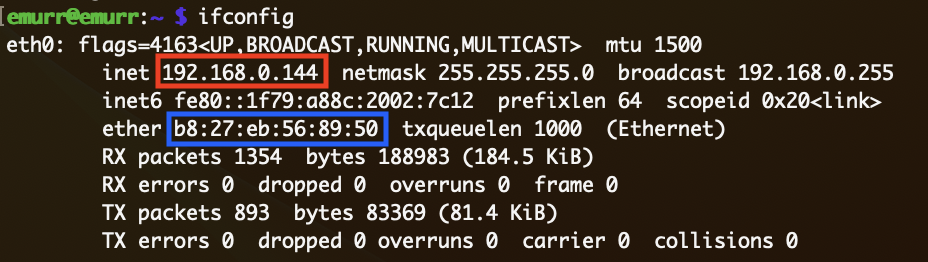 emurr@emurr:~ $ ifconfig
eth0: flags=4163<UP,BROADCAST,RUNNING,MULTICAST>  mtu 1500
        inet 192.168.0.144  netmask 255.255.255.0  broadcast 192.168.0.255
        inet6 fe80::1f79:a88c:2002:7c12  prefixlen 64  scopeid 0x20<link>
        ether b8:27:eb:56:89:50  txqueuelen 1000  (Ethernet)
        RX packets 1354  bytes 188983 (184.5 KiB)
        RX errors 0  dropped 0  overruns 0  frame 0
        TX packets 893  bytes 83369 (81.4 KiB)
        TX errors 0  dropped 0 overruns 0  carrier 0  collisions 0